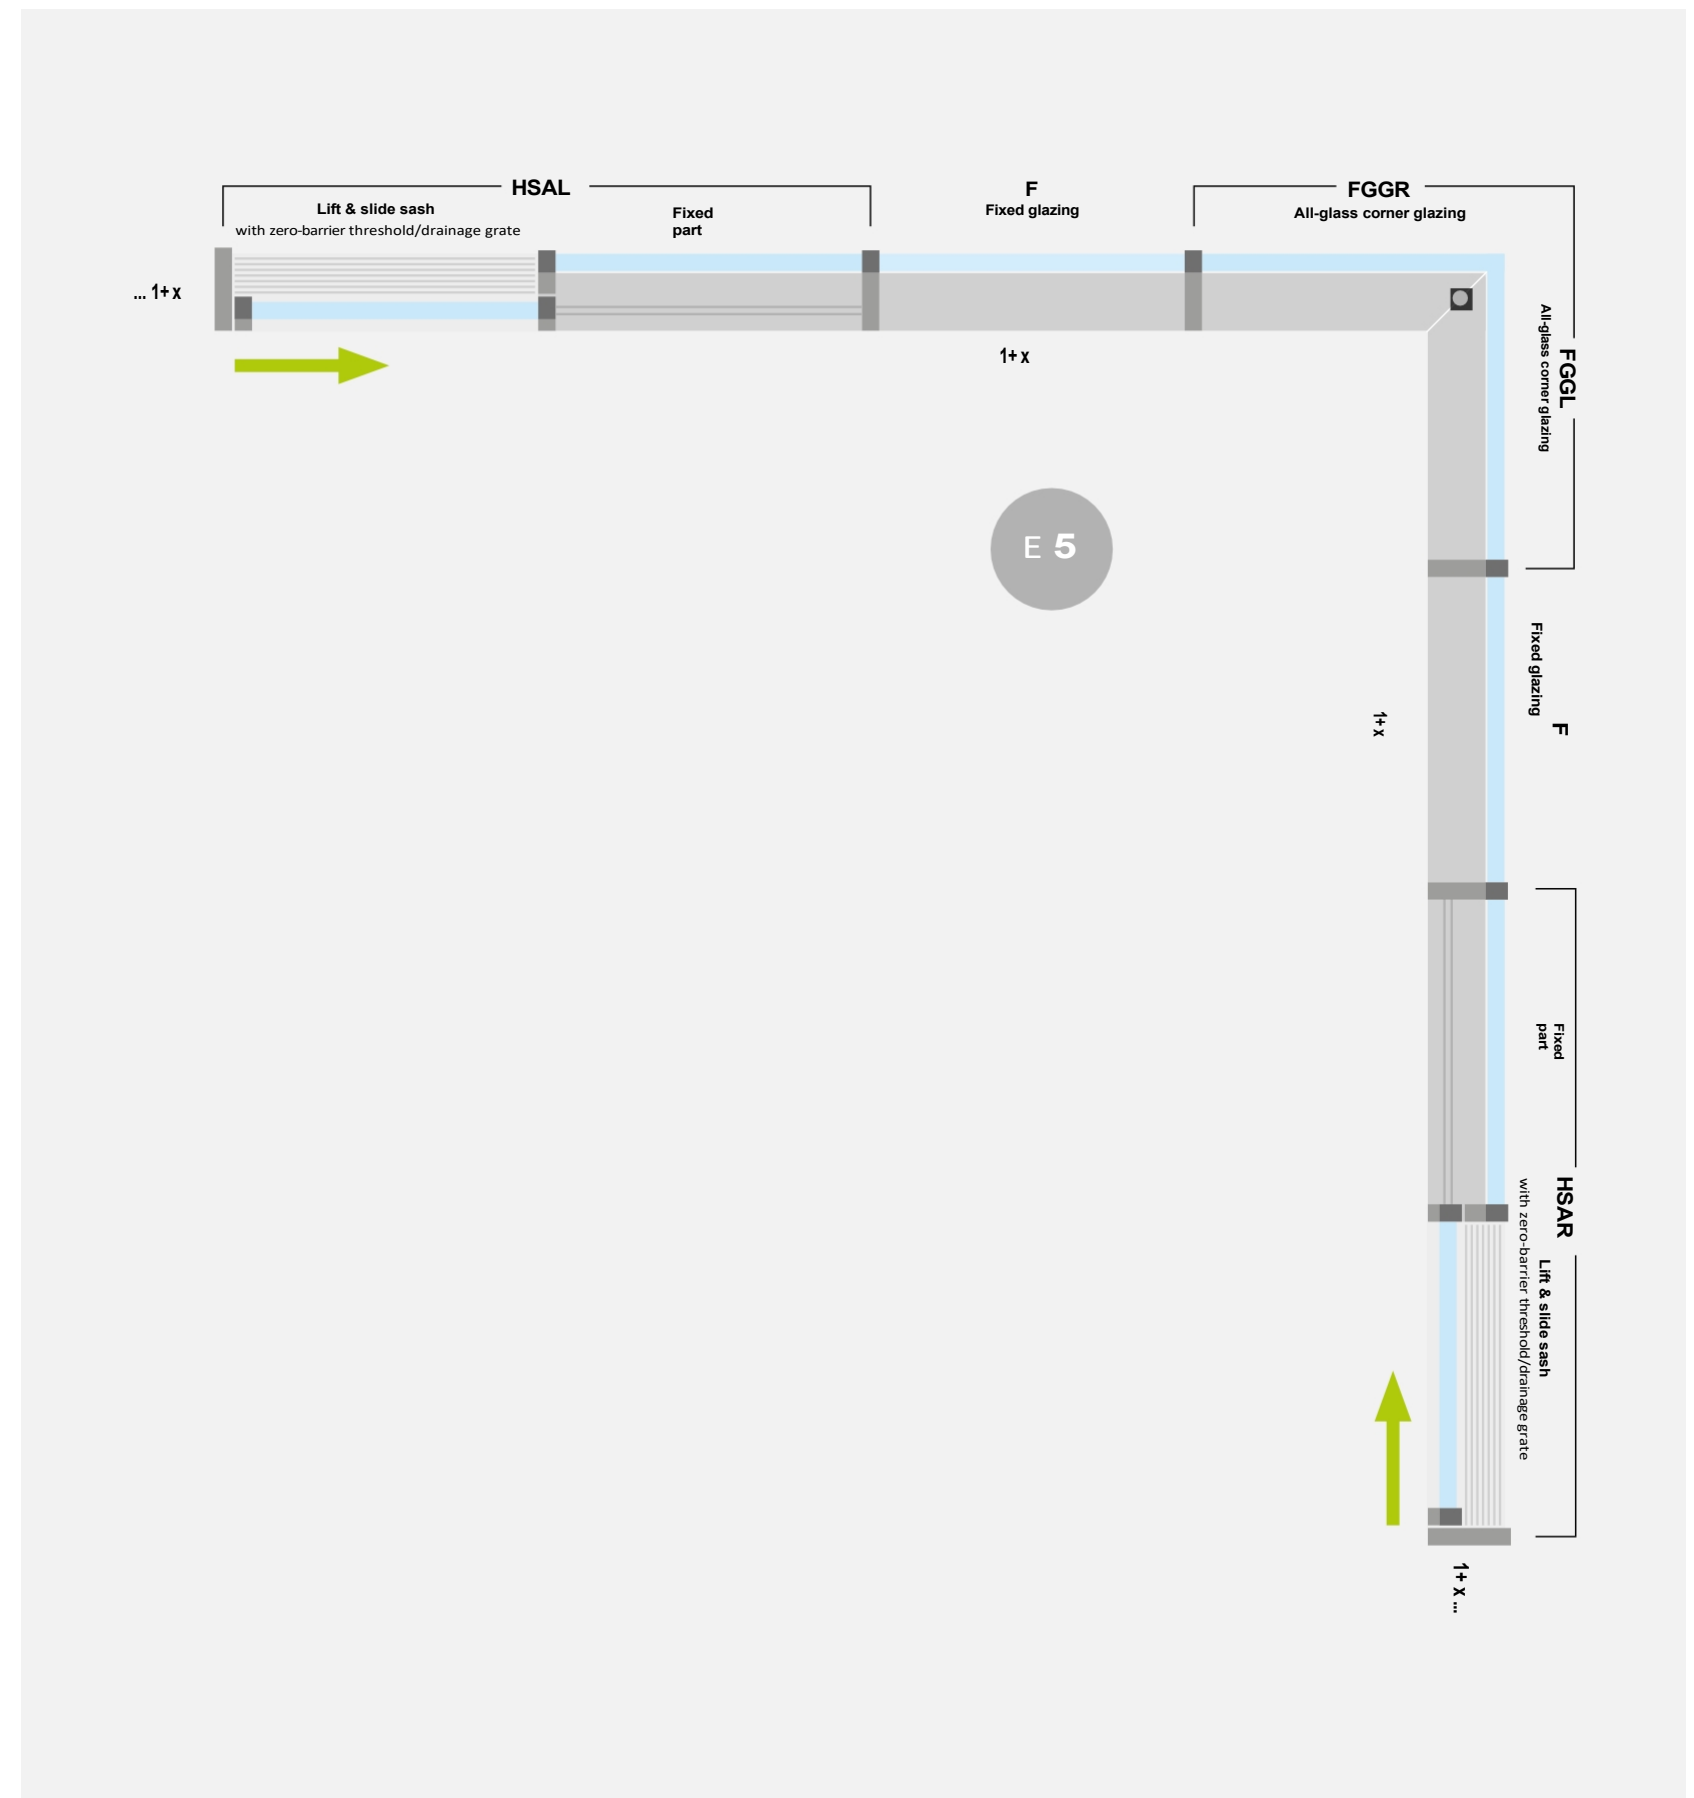 HSAL
Lift & slide sash
with zero-barrier threshold/drainage grate
Fixed
part
F
Fixed glazing
FGGR
All-glass corner glazing
... 1+ x
1+ x
FGGL
All-glass corner glazing
E 5
Fixed glazing
F
1+ x
Fixed
part
HSAR
Lift & slide sash
with zero-barrier threshold/drainage grate
1+ x ...